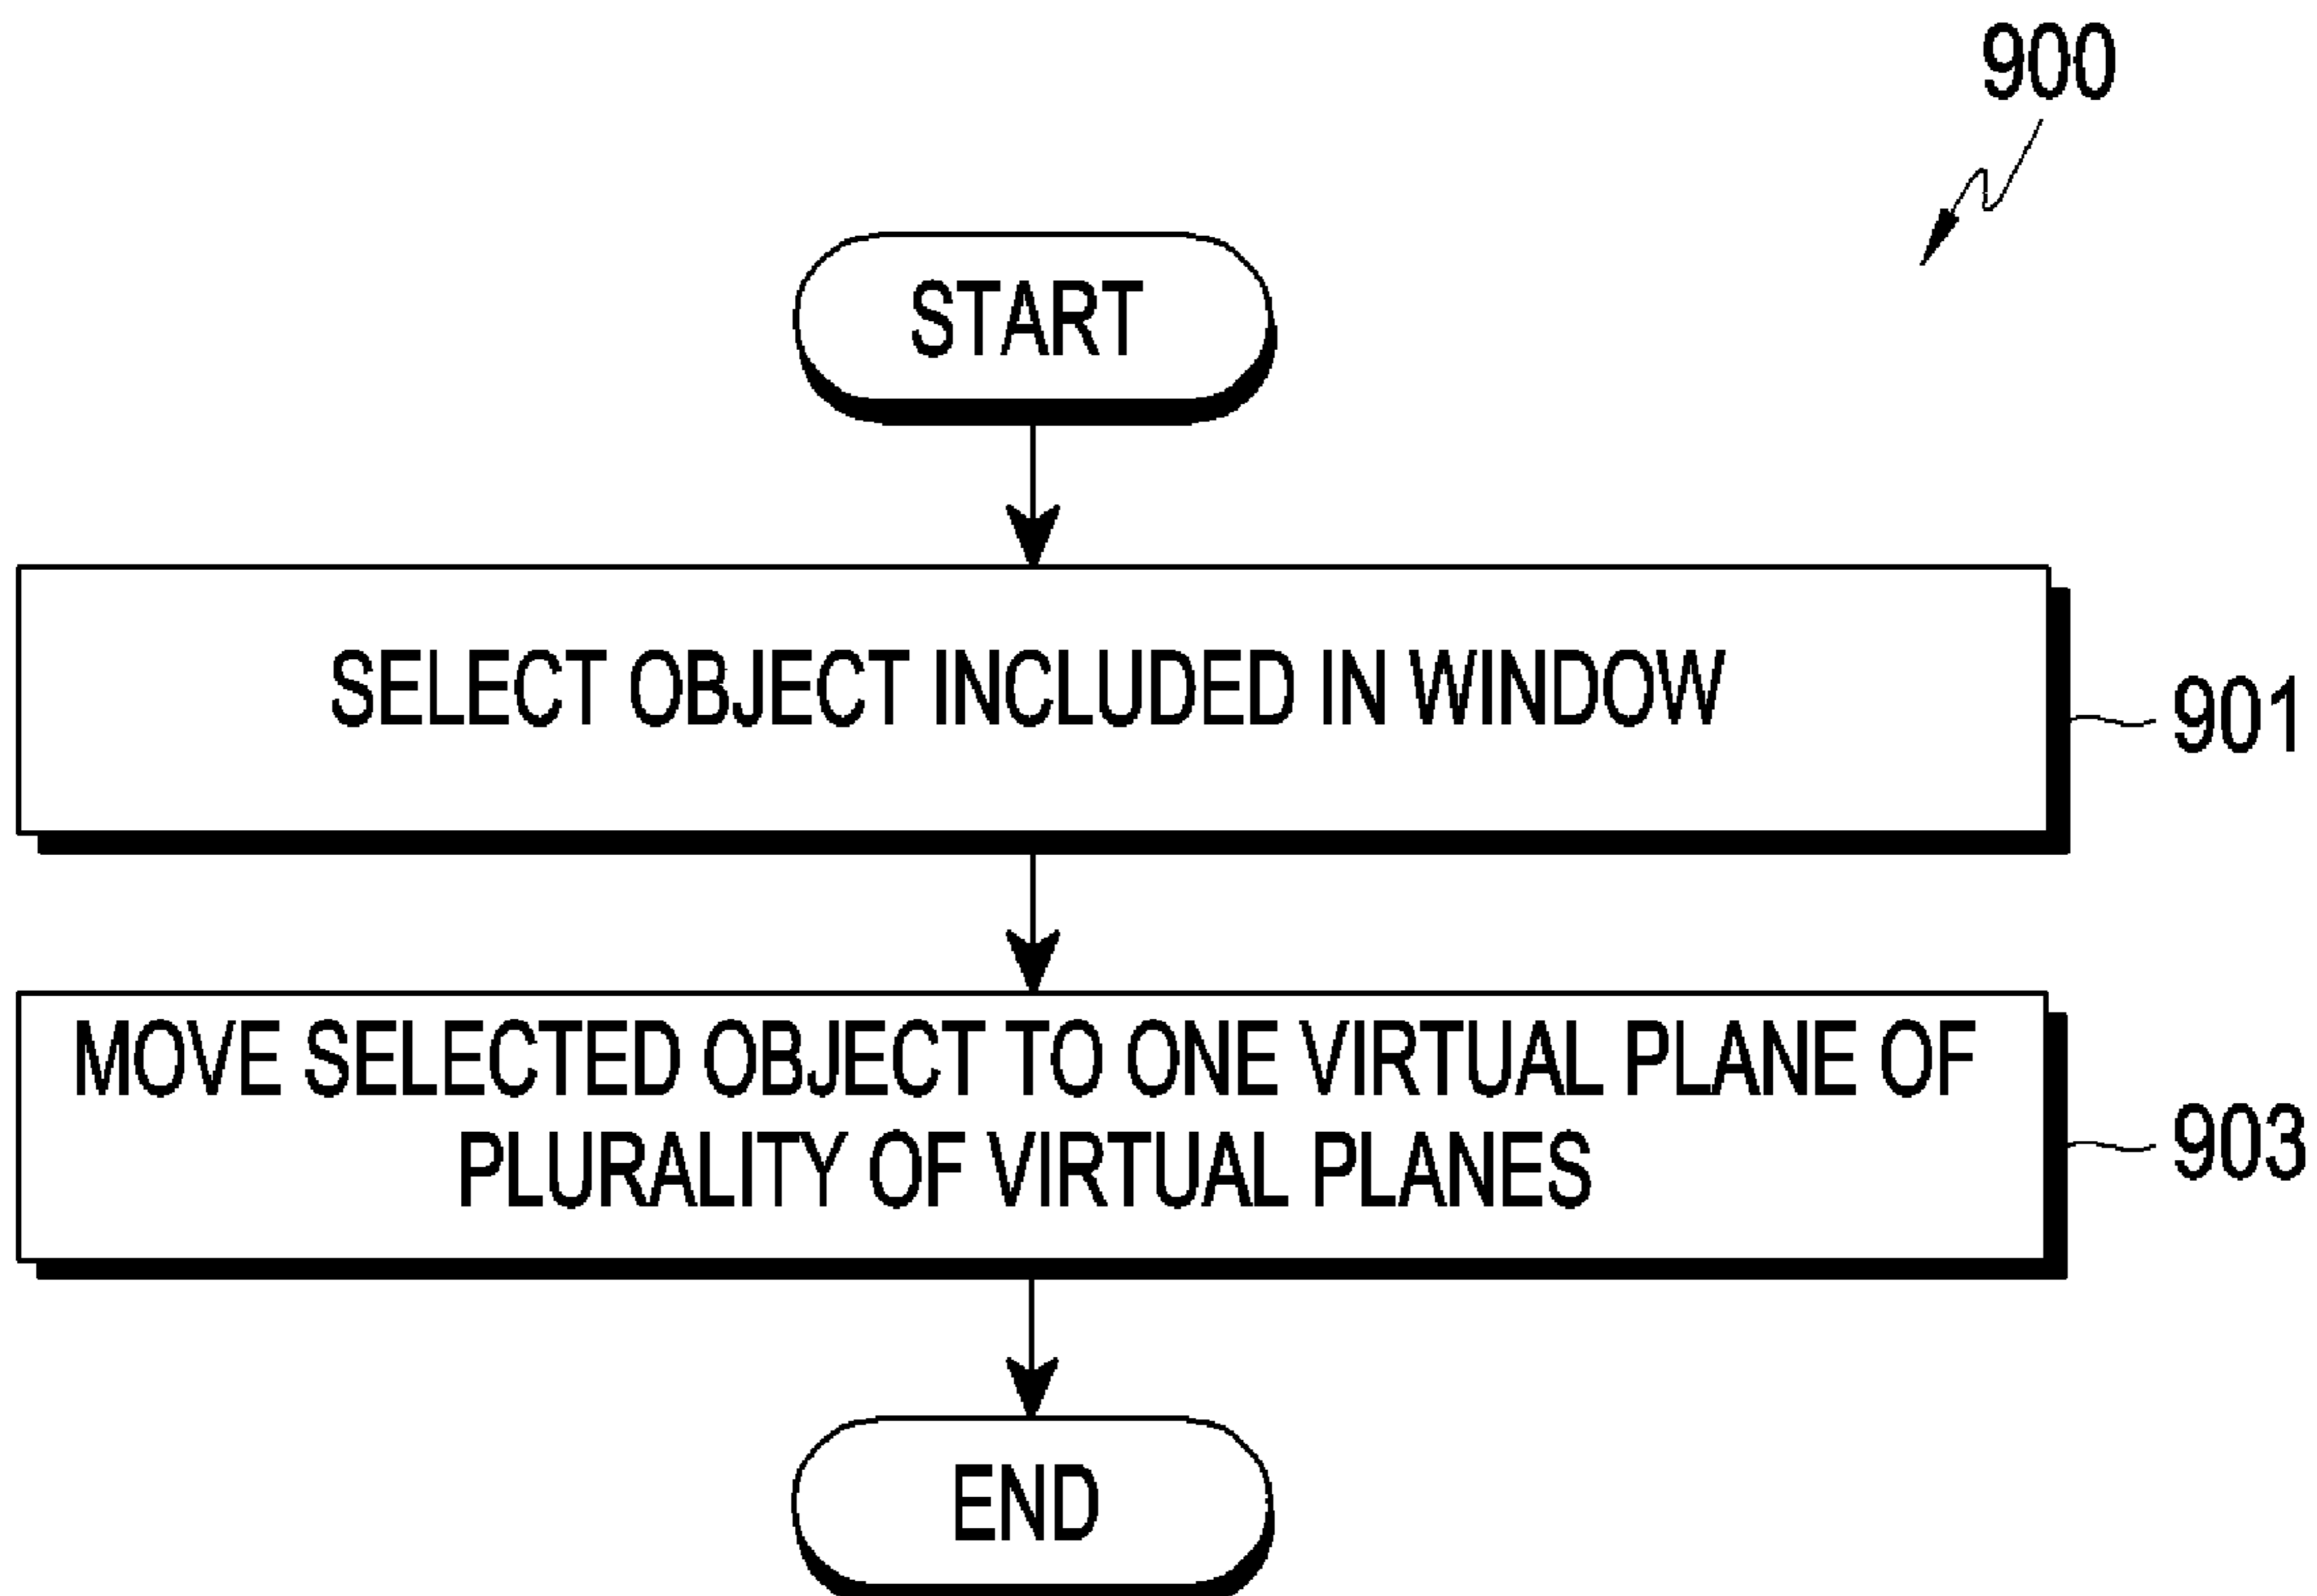 900
START
SELECT OBJECT INCLUDED IN WINDOW
901
MOVE SELECTED OBJECT TO ONE VIRTUAL PLANE OF
PLURALITY OF VIRTUAL PLANES
903
END